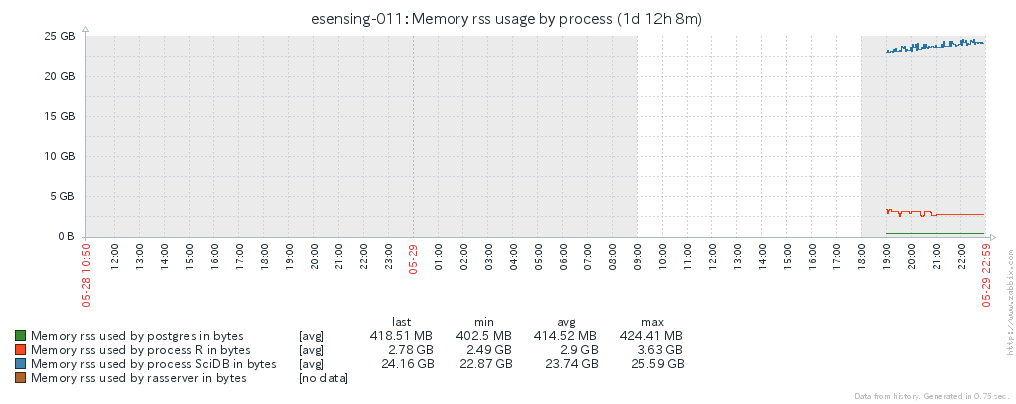 esensing-011: Memory rss usage by process (1d 12h 8m)
25 GB
20 GB
15 GB
10 GB
5 GB
0 B
05-28 10:50 12:00 13:00 14:00 15:00 16:00 17:00 18:00 19:00 20:00 21:00 22:00 23:00 05-29 01:00 02:00 03:00 04:00 05:00 06:00 07:00 08:00 09:00 10:00 11:00 12:00 13:00 14:00 15:00 16:00 17:00 18:00 19:00 20:00 21:00 22:00 05-29 22:59
http://www.zabbix.com
last min avg max
Memory rss used by postgres in bytes [avg] 418.51 MB 402.5 MB 414.52 MB 424.41 MB
Memory rss used by process R in bytes [avg] 2.78 GB 2.49 GB 2.9 GB 3.63 GB
Memory rss used by process SciDB in bytes [avg] 24.16 GB 22.87 GB 23.74 GB 25.59 GB
Memory rss used by rasserver in bytes [no data]
Data from history. Generated in 0.75 sec.